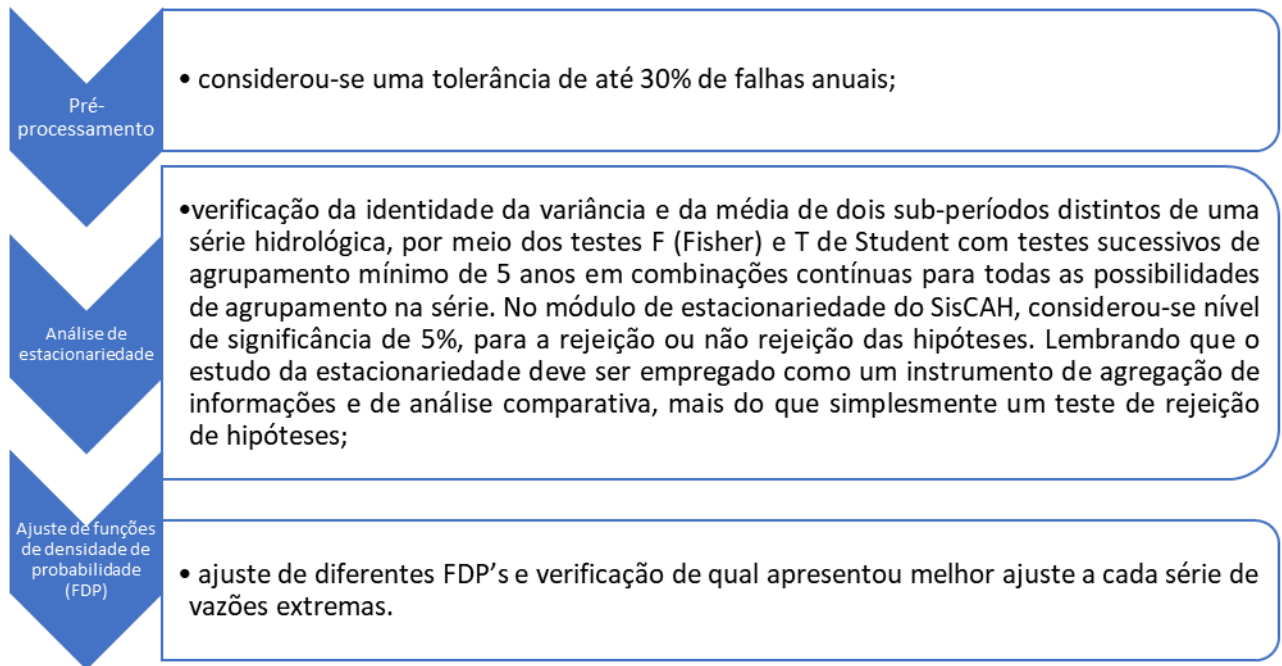 Pré-
processamento
• considerou-se uma tolerância de até 30% de falhas anuais;
Análise de
estacionariedade
•verificação da identidade da variância e da média de dois sub-períodos distintos de uma
série hidrológica, por meio dos testes F (Fisher) e T de Student com testes sucessivos de
agrupamento mínimo de 5 anos em combinações contínuas para todas as possibilidades
de agrupamento na série. No módulo de estacionariedade do SisCAH, considerou-se nível
de significância de 5%, para a rejeição ou não rejeição das hipóteses. Lembrando que o
estudo da estacionariedade deve ser empregado como um instrumento de agregação de
informações e de análise comparativa, mais do que simplesmente um teste de rejeição
de hipóteses;
Ajuste de funções
de densidade de
probabilidade
(FDP)
• ajuste de diferentes FDP's e verificação de qual apresentou melhor ajuste a cada série de
vazões extremas.